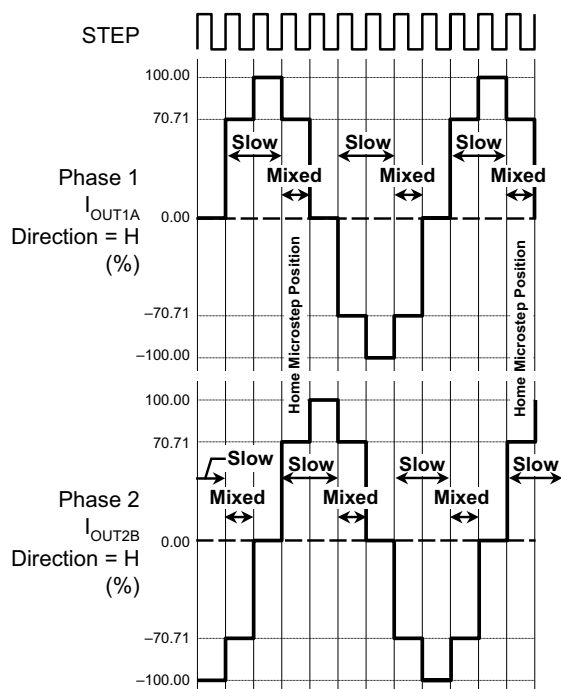 STEP
100.00
70.71
Slow
Slow
Slow
Mixed
Mixed
Mixed
Phase 1
I_OUT1A
Direction = H
(%)
0.00
–70.71
–100.00
Home Microstep Position
Home Microstep Position
100.00
70.71
Slow
Slow
Slow
Slow
Mixed
Mixed
Mixed
Phase 2
I_OUT2B
Direction = H
(%)
0.00
–70.71
–100.00